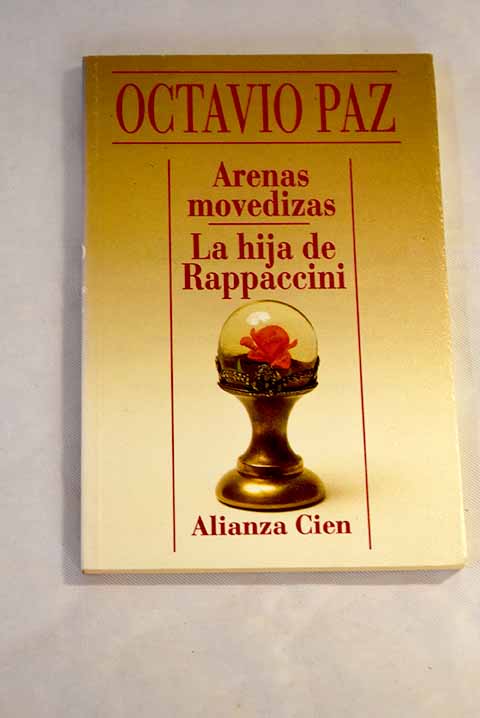 OCTAVIO PAZ
Arenas
movedizas
La hija de
Rappaccini
Alianza Cien